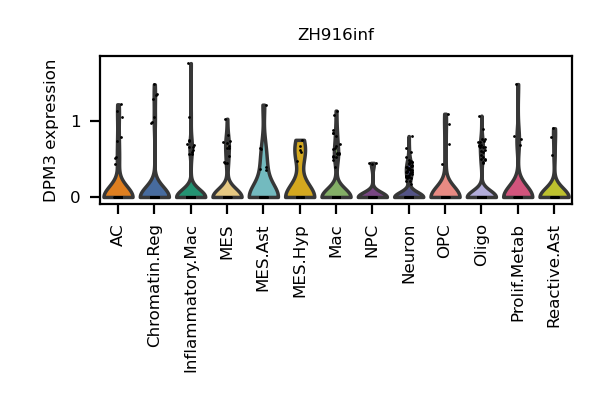 ZH916inf
DPM3 expression
1
0
AC
Chromatin.Reg
Inflammatory.Mac
MES
MES.Ast
MES.Hyp
Mac
NPC
Neuron
OPC
Oligo
Prolif.Metab
Reactive.Ast